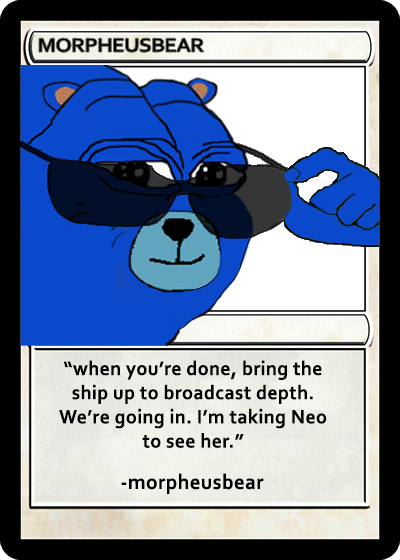 MORPHEUSBEAR
“when you’re done, bring the
ship up to broadcast depth.
We’re going in. I’m taking Neo
to see her.”
-morpheusbear